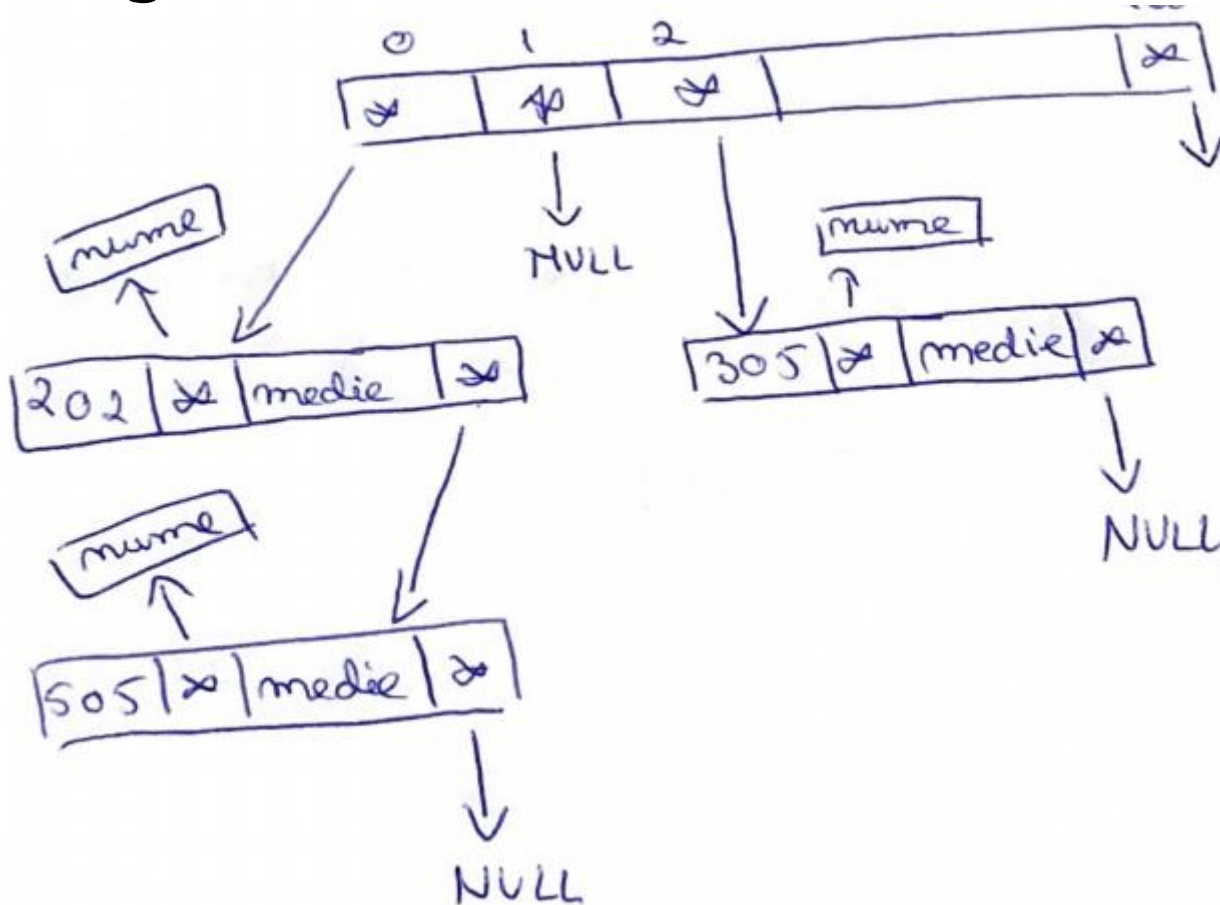 0 1 2
* * * *
nume
NULL
nume
202 * medie *
305 * medie *
nume
NULL
505 * medie *
NULL